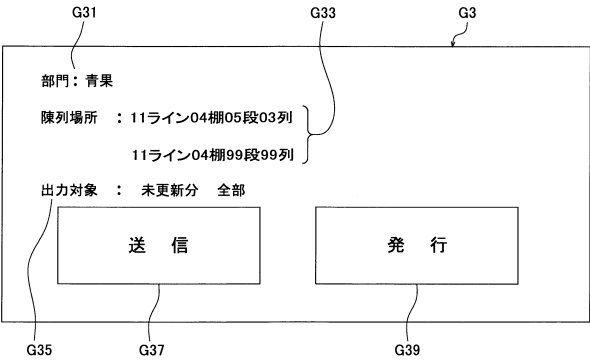 G31 G33 G3
部門：青果
陳列場所 ：11ライン04棚05段03列
11ライン04棚99段99列
出力対象 ： 未更新分 全部
送 信 発 行
G35 G37 G39